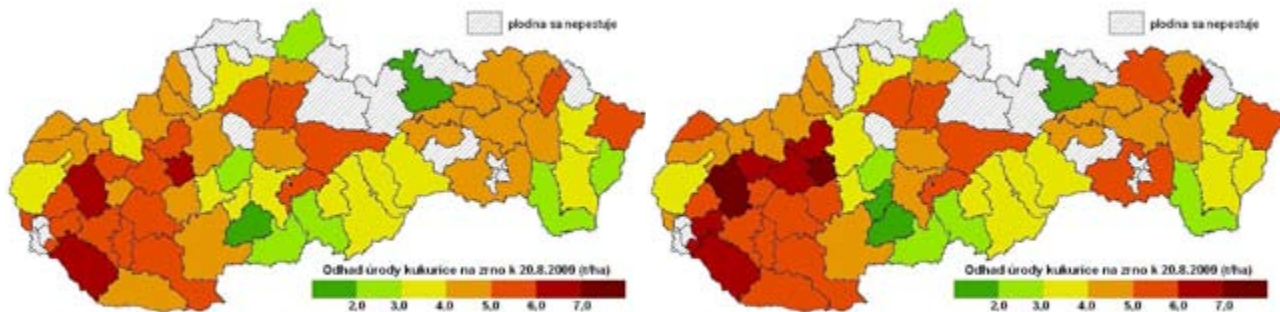 plodna sa nepestuje
Odhad úrody kukurice na zrno k 20.8.2009 (t/ha)
2,0 3,0 4,0 5,0 6,0 7,0
plodna sa nepestuje
Odhad úrody kukurice na zrno k 20.8.2009 (t/ha)
2,0 3,0 4,0 5,0 6,0 7,0